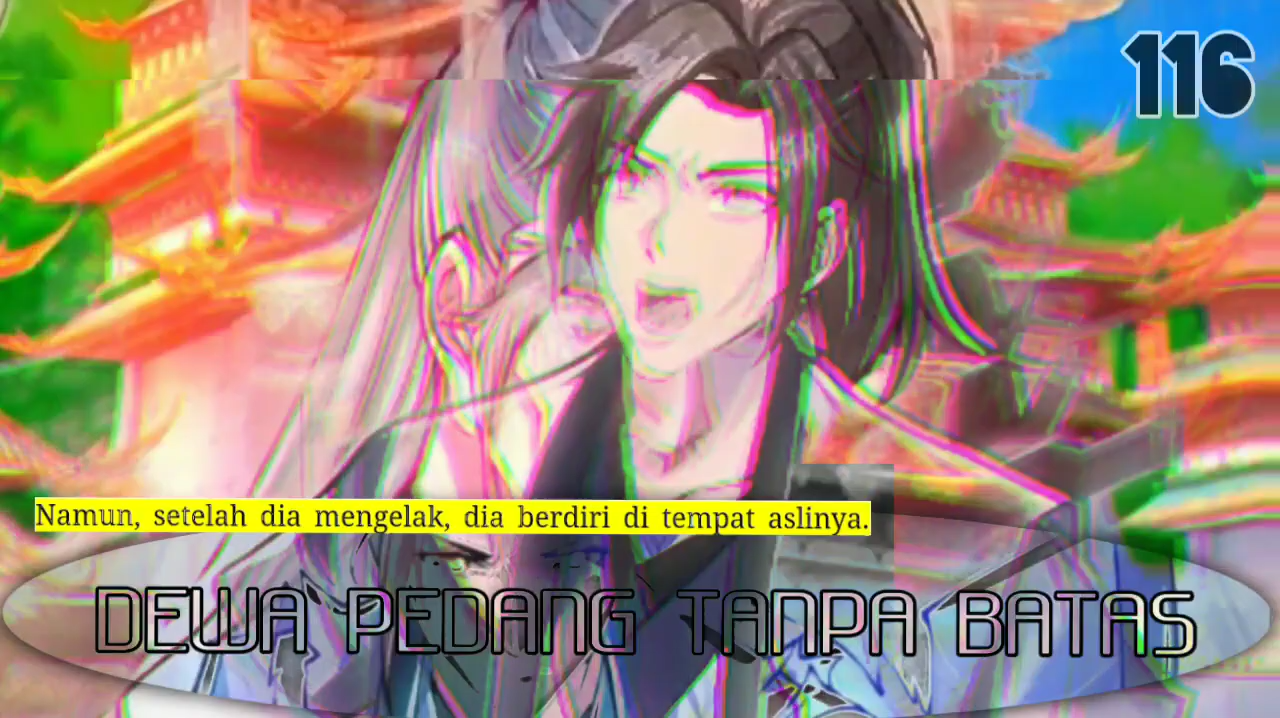 116
Namun, setelah dia mengelak, dia berdiri di tempat aslinya.
DEWA PEDANG TANPA BATAS